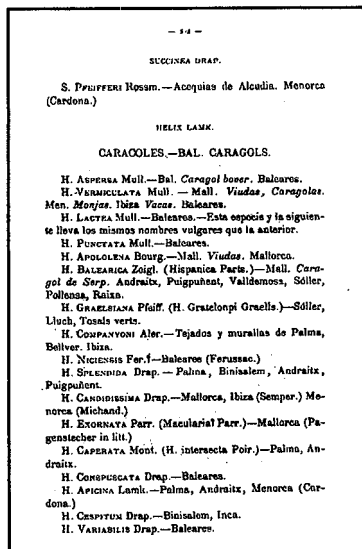 SUCCINEA DRAP.
S. PFEIFFERI Rossm.—Acequias de Alcudia. Menorca
(Cardona.)
HELIX LAMK.
CARACOLES.—BAL. CARAGOLS.
H. ASPERSA Mull.—Bal. Caragol bover. Baleares.
H. VERMICULATA Mull. — Mall. Viudas, Caragolas.
Men. Monjas. Ibiza Vacas. Baleares.
H. LACTEA Mull.—Baleares.—Esta especie y la siguien-
te lleva los mismos nombres vulgares que la anterior.
H. PUNCTATA Mull.—Baleares.
H. APOLOLENA Bourg.—Mall. Viudas. Mallorca.
H. BALEARICA Zeigl. (Hispanica Parts.)—Mall. Cara-
gol de Serp. Andraitx, Puigpuñent, Valldemosa, Sóller,
Pollensa, Raixa.
H. GRAELSIANA Pfeiff. (H. Gratelonpi Graells.)—Sóller,
Lluch, Tosals verts.
H. COMPANYONI Aler.—Tejados y murallas de Palma,
Bellver. Ibiza.
H. NICIENSIS Fer.?—Baleares (Ferussac.)
H. SPLENDIDA Drap. — Palma, Binisalem, Andraitx,
Puigpuñent.
H. CANDIDISSIMA Drap.—Mallorca, Ibiza (Semper.) Me-
norca (Michand.)
H. EXORNATA Parr. (Macularia? Parr.)—Mallorca (Pa-
genstecher in litt.)
H. CAPERATA Mont. (H. intersecta Poir.)—Palma, An-
draitx.
H. CONSPURCATA Drap.—Baleares.
H. APICINA Lamk.—Palma, Andraitx, Menorca (Car-
dona.)
H. CESPITUM Drap.—Binisalem, Inca.
H. VARIABILIS Drap.—Baleares.